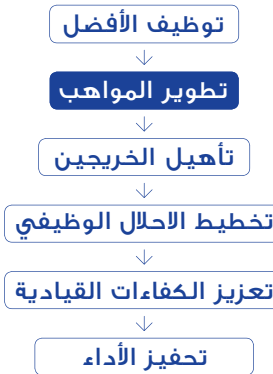 توظيف الأفضل
تطوير المواهب
تأهيل الخريجين
تخطيط الاحلال الوظيفي
تعزيز الكفاءات القيادية
تحفيز الأداء